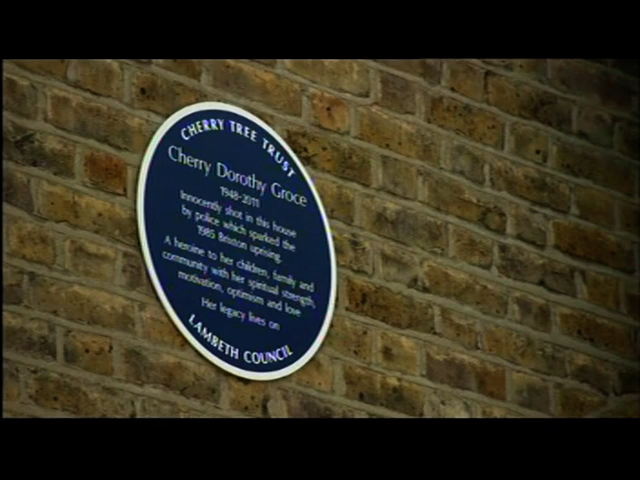 CHERRY TREE TRUST
Cherry Dorothy Groce
1948-2011
Innocently shot in this house
by police which sparked the
1985 Brixton uprising.
A heroine to her children, family and
community with her spiritual strength,
motivation, optimism and love
Her legacy lives on
LAMBETH COUNCIL